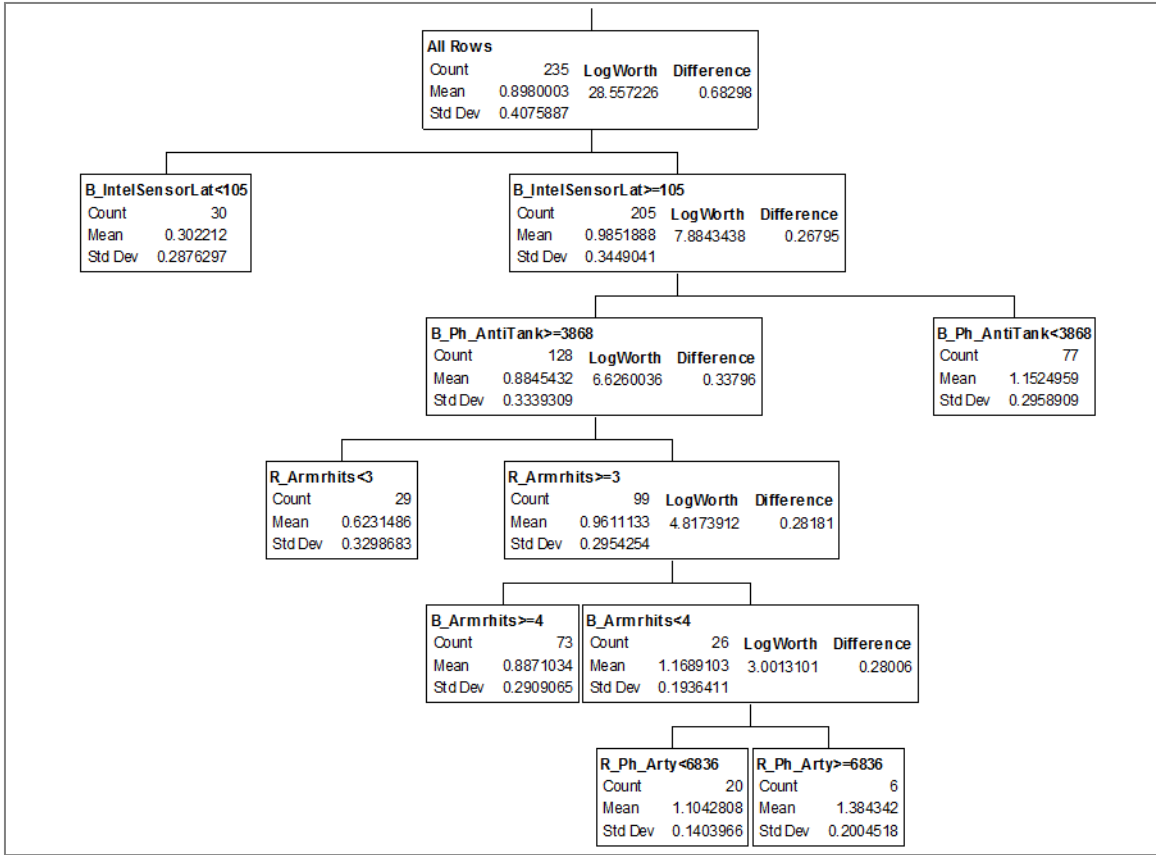 All Rows
Count 235 LogWorth Difference
Mean 0.8980003 28.557226 0.68298
Std Dev 0.4075887
B_IntelSensorLat<105
Count 30
Mean 0.302212
Std Dev 0.2876297
B_IntelSensorLat>=105
Count 205 LogWorth Difference
Mean 0.9851888 7.8843438 0.26795
Std Dev 0.3449041
B_Ph_AntiTank>=3868
Count 128 LogWorth Difference
Mean 0.8845432 6.6260036 0.33796
Std Dev 0.3339309
B_Ph_AntiTank<3868
Count 77
Mean 1.1524959
Std Dev 0.2958909
R_Armrhits<3
Count 29
Mean 0.6231486
Std Dev 0.3298683
R_Armrhits>=3
Count 99 LogWorth Difference
Mean 0.9611133 4.8173912 0.28181
Std Dev 0.2954254
B_Armrhits>=4
Count 73
Mean 0.8871034
Std Dev 0.2909065
B_Armrhits<4
Count 26 LogWorth Difference
Mean 1.1689103 3.0013101 0.28006
Std Dev 0.1936411
R_Ph_Arty<6836
Count 20
Mean 1.1042808
Std Dev 0.1403966
R_Ph_Arty>=6836
Count 6
Mean 1.384342
Std Dev 0.2004518